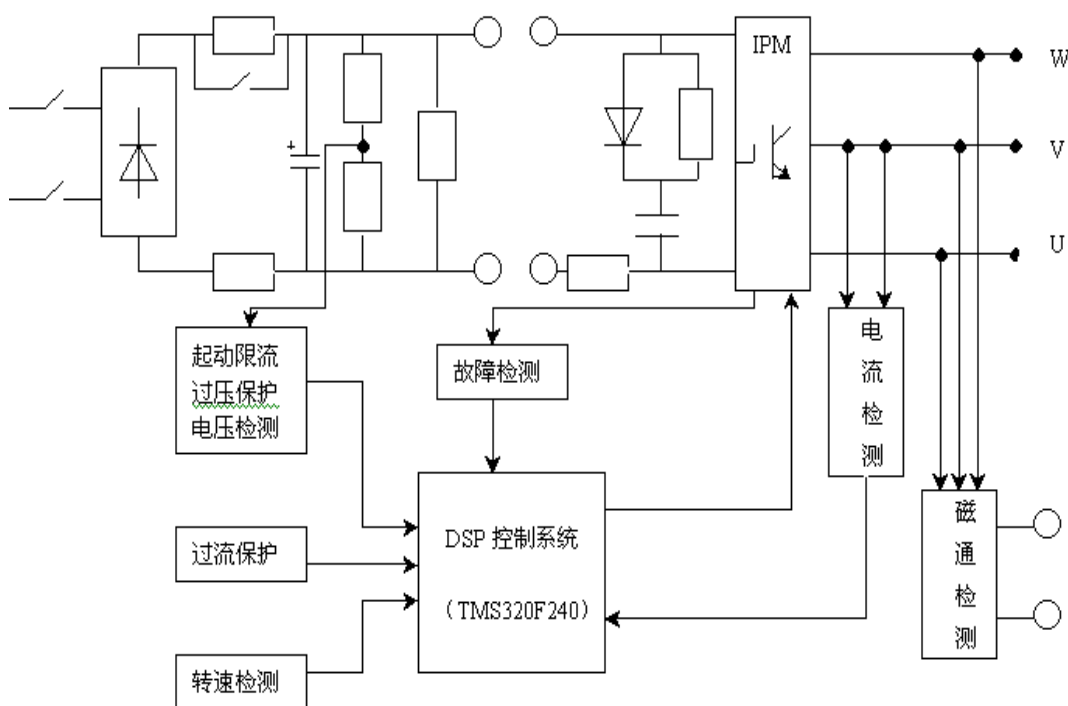 IPM
W
V
U
+
起动限流
过压保护
电压检测
故障检测
电流检测
磁通检测
DSP 控制系统
（TMS320F240）
过流保护
转速检测